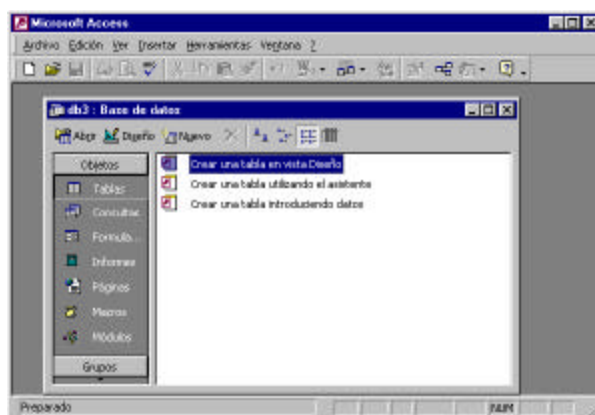 Microsoft Access
Archivo Edición Ver Insertar Herramientas Ventana ?
db3 : Base de datos
Abrir Diseño Nuevo
Objetos
Crear una tabla en vista Diseño
Tablas
Crear una tabla utilizando el asistente
Consultas
Crear una tabla introduciendo datos
Formula...
Informes
Páginas
Macros
Módulos
Grupos
Preparado
NUM